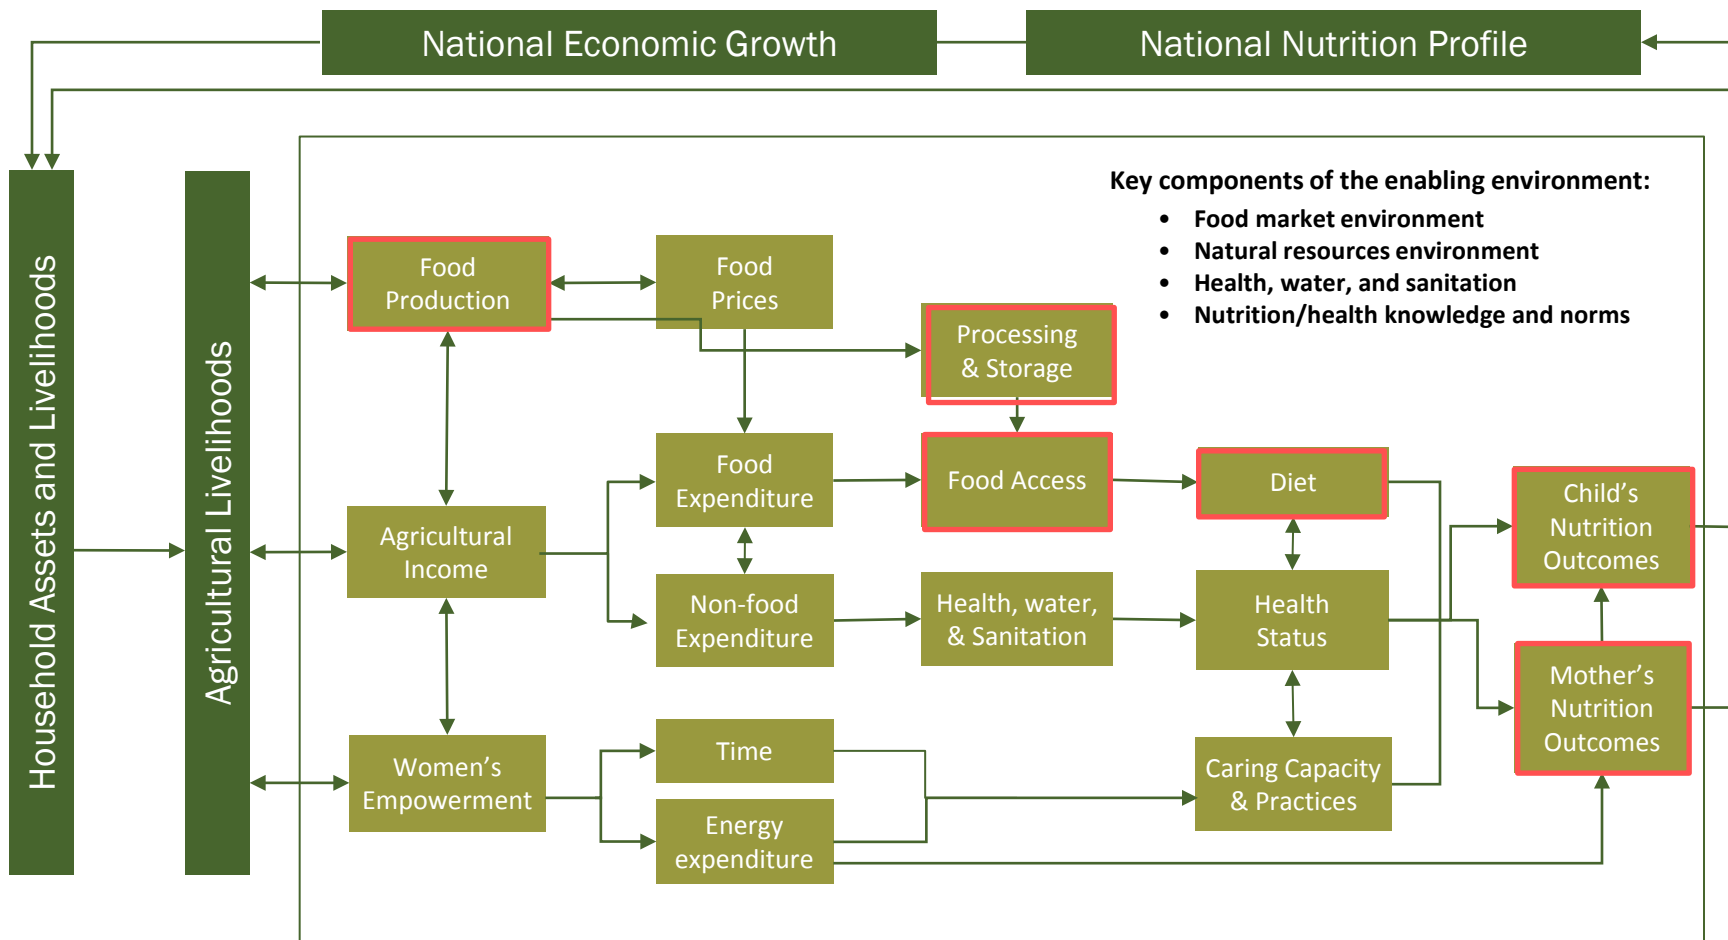 National Economic Growth
National Nutrition Profile
Household Assets and Livelihoods
Agricultural Livelihoods
Key components of the enabling environment:
• Food market environment
• Natural resources environment
• Health, water, and sanitation
• Nutrition/health knowledge and norms
Food
Production
Food
Prices
Processing
& Storage
Food
Expenditure
Food Access
Diet
Child's
Nutrition
Outcomes
Agricultural
Income
Non-food
Expenditure
Health, water,
& Sanitation
Health
Status
Mother's
Nutrition
Outcomes
Women's
Empowerment
Time
Energy
expenditure
Caring Capacity
& Practices